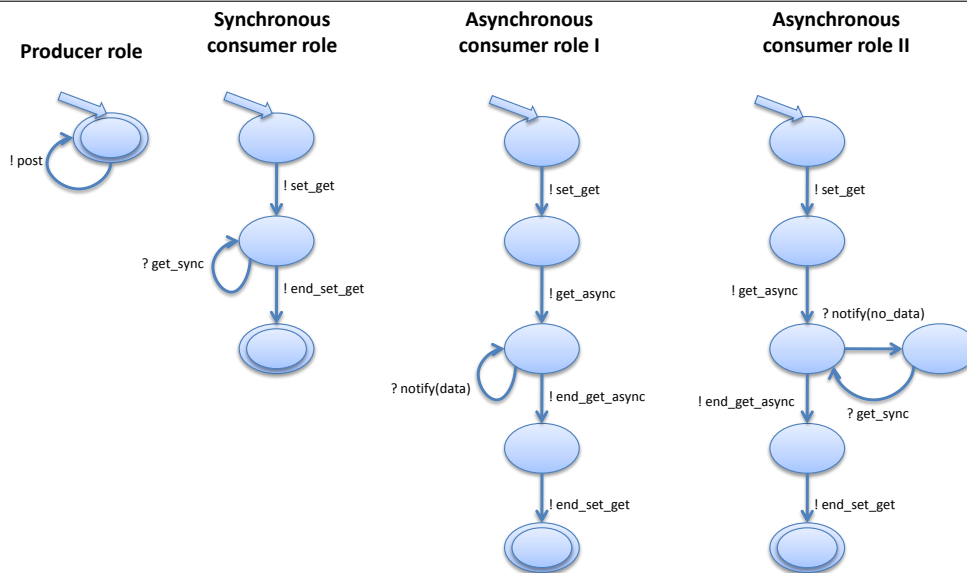 Producer role
! post
Synchronous
consumer role
! set_get
? get_sync
! end_set_get
Asynchronous
consumer role I
! set_get
! get_async
? notify(data)
! end_get_async
! end_set_get
Asynchronous
consumer role II
! set_get
! get_async
? notify(no_data)
! end_get_async
? get_sync
! end_set_get